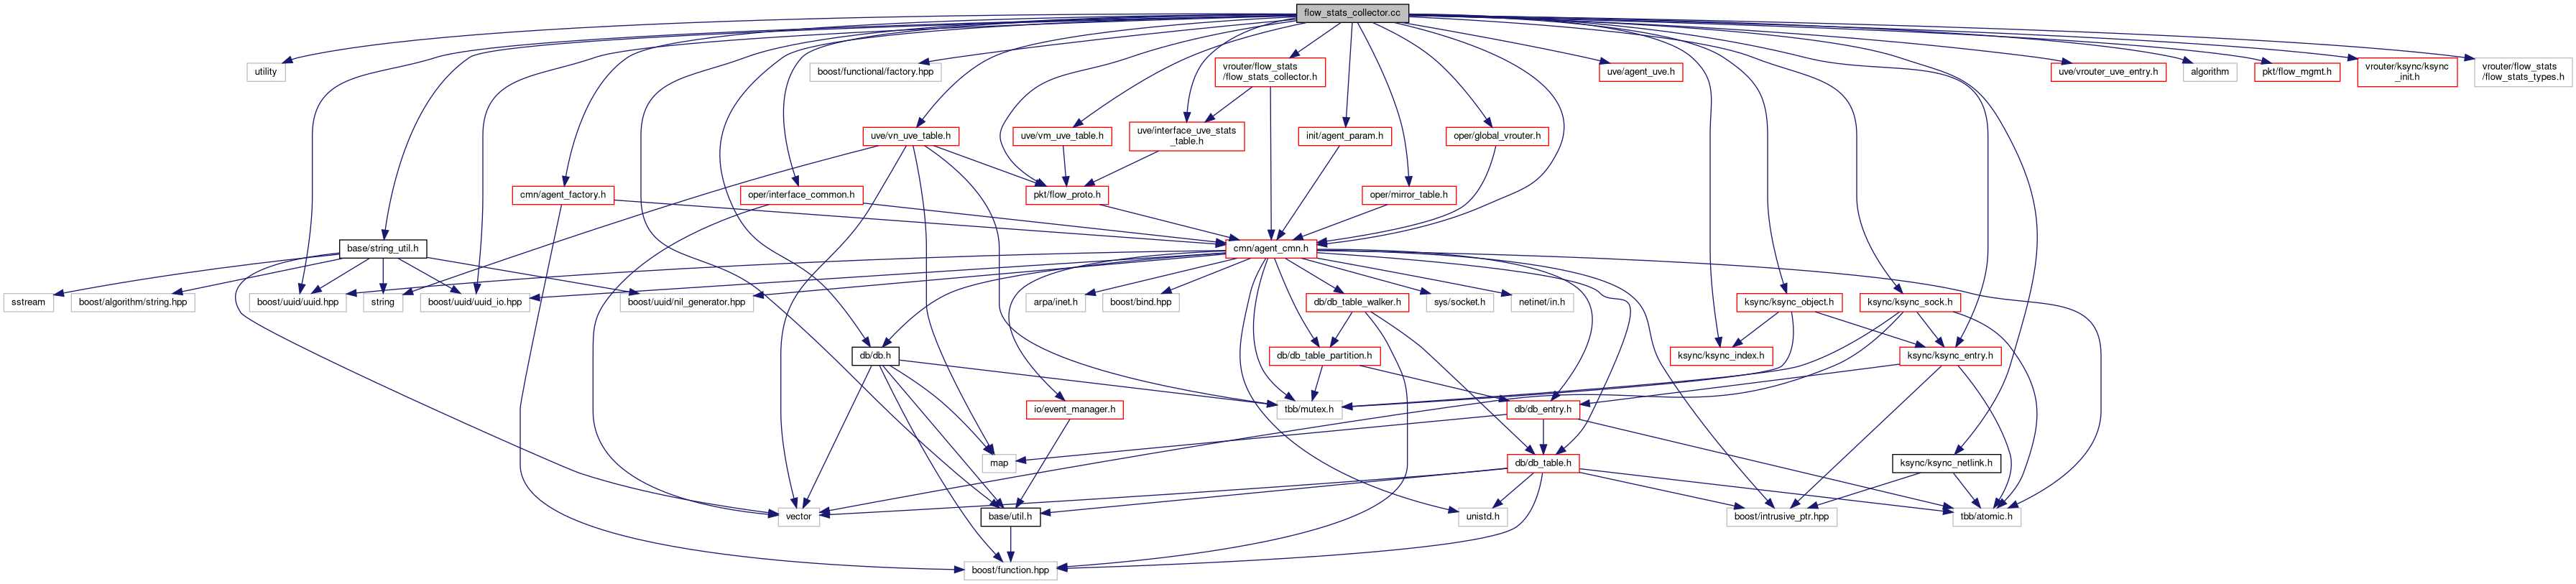 flow_stats_collector.cc
utility
boost/functional/factory.hpp
vrouter/flow_stats
/flow_stats_collector.h
uve/agent_uve.h
uve/vrouter_uve_entry.h
algorithm
pkt/flow_mgmt.h
vrouter/ksync/ksync
_init.h
vrouter/flow_stats
/flow_stats_types.h
uve/vn_uve_table.h
uve/vm_uve_table.h
uve/interface_uve_stats
_table.h
init/agent_param.h
oper/global_vrouter.h
cmn/agent_factory.h
oper/interface_common.h
pkt/flow_proto.h
oper/mirror_table.h
base/string_util.h
cmn/agent_cmn.h
sstream
boost/algorithm/string.hpp
boost/uuid/uuid.hpp
string
boost/uuid/uuid_io.hpp
boost/uuid/nil_generator.hpp
arpa/inet.h
boost/bind.hpp
db/db_table_walker.h
sys/socket.h
netinet/in.h
ksync/ksync_object.h
ksync/ksync_sock.h
db/db.h
db/db_table_partition.h
ksync/ksync_index.h
ksync/ksync_entry.h
io/event_manager.h
tbb/mutex.h
db/db_entry.h
map
db/db_table.h
ksync/ksync_netlink.h
vector
base/util.h
unistd.h
boost/intrusive_ptr.hpp
tbb/atomic.h
boost/function.hpp